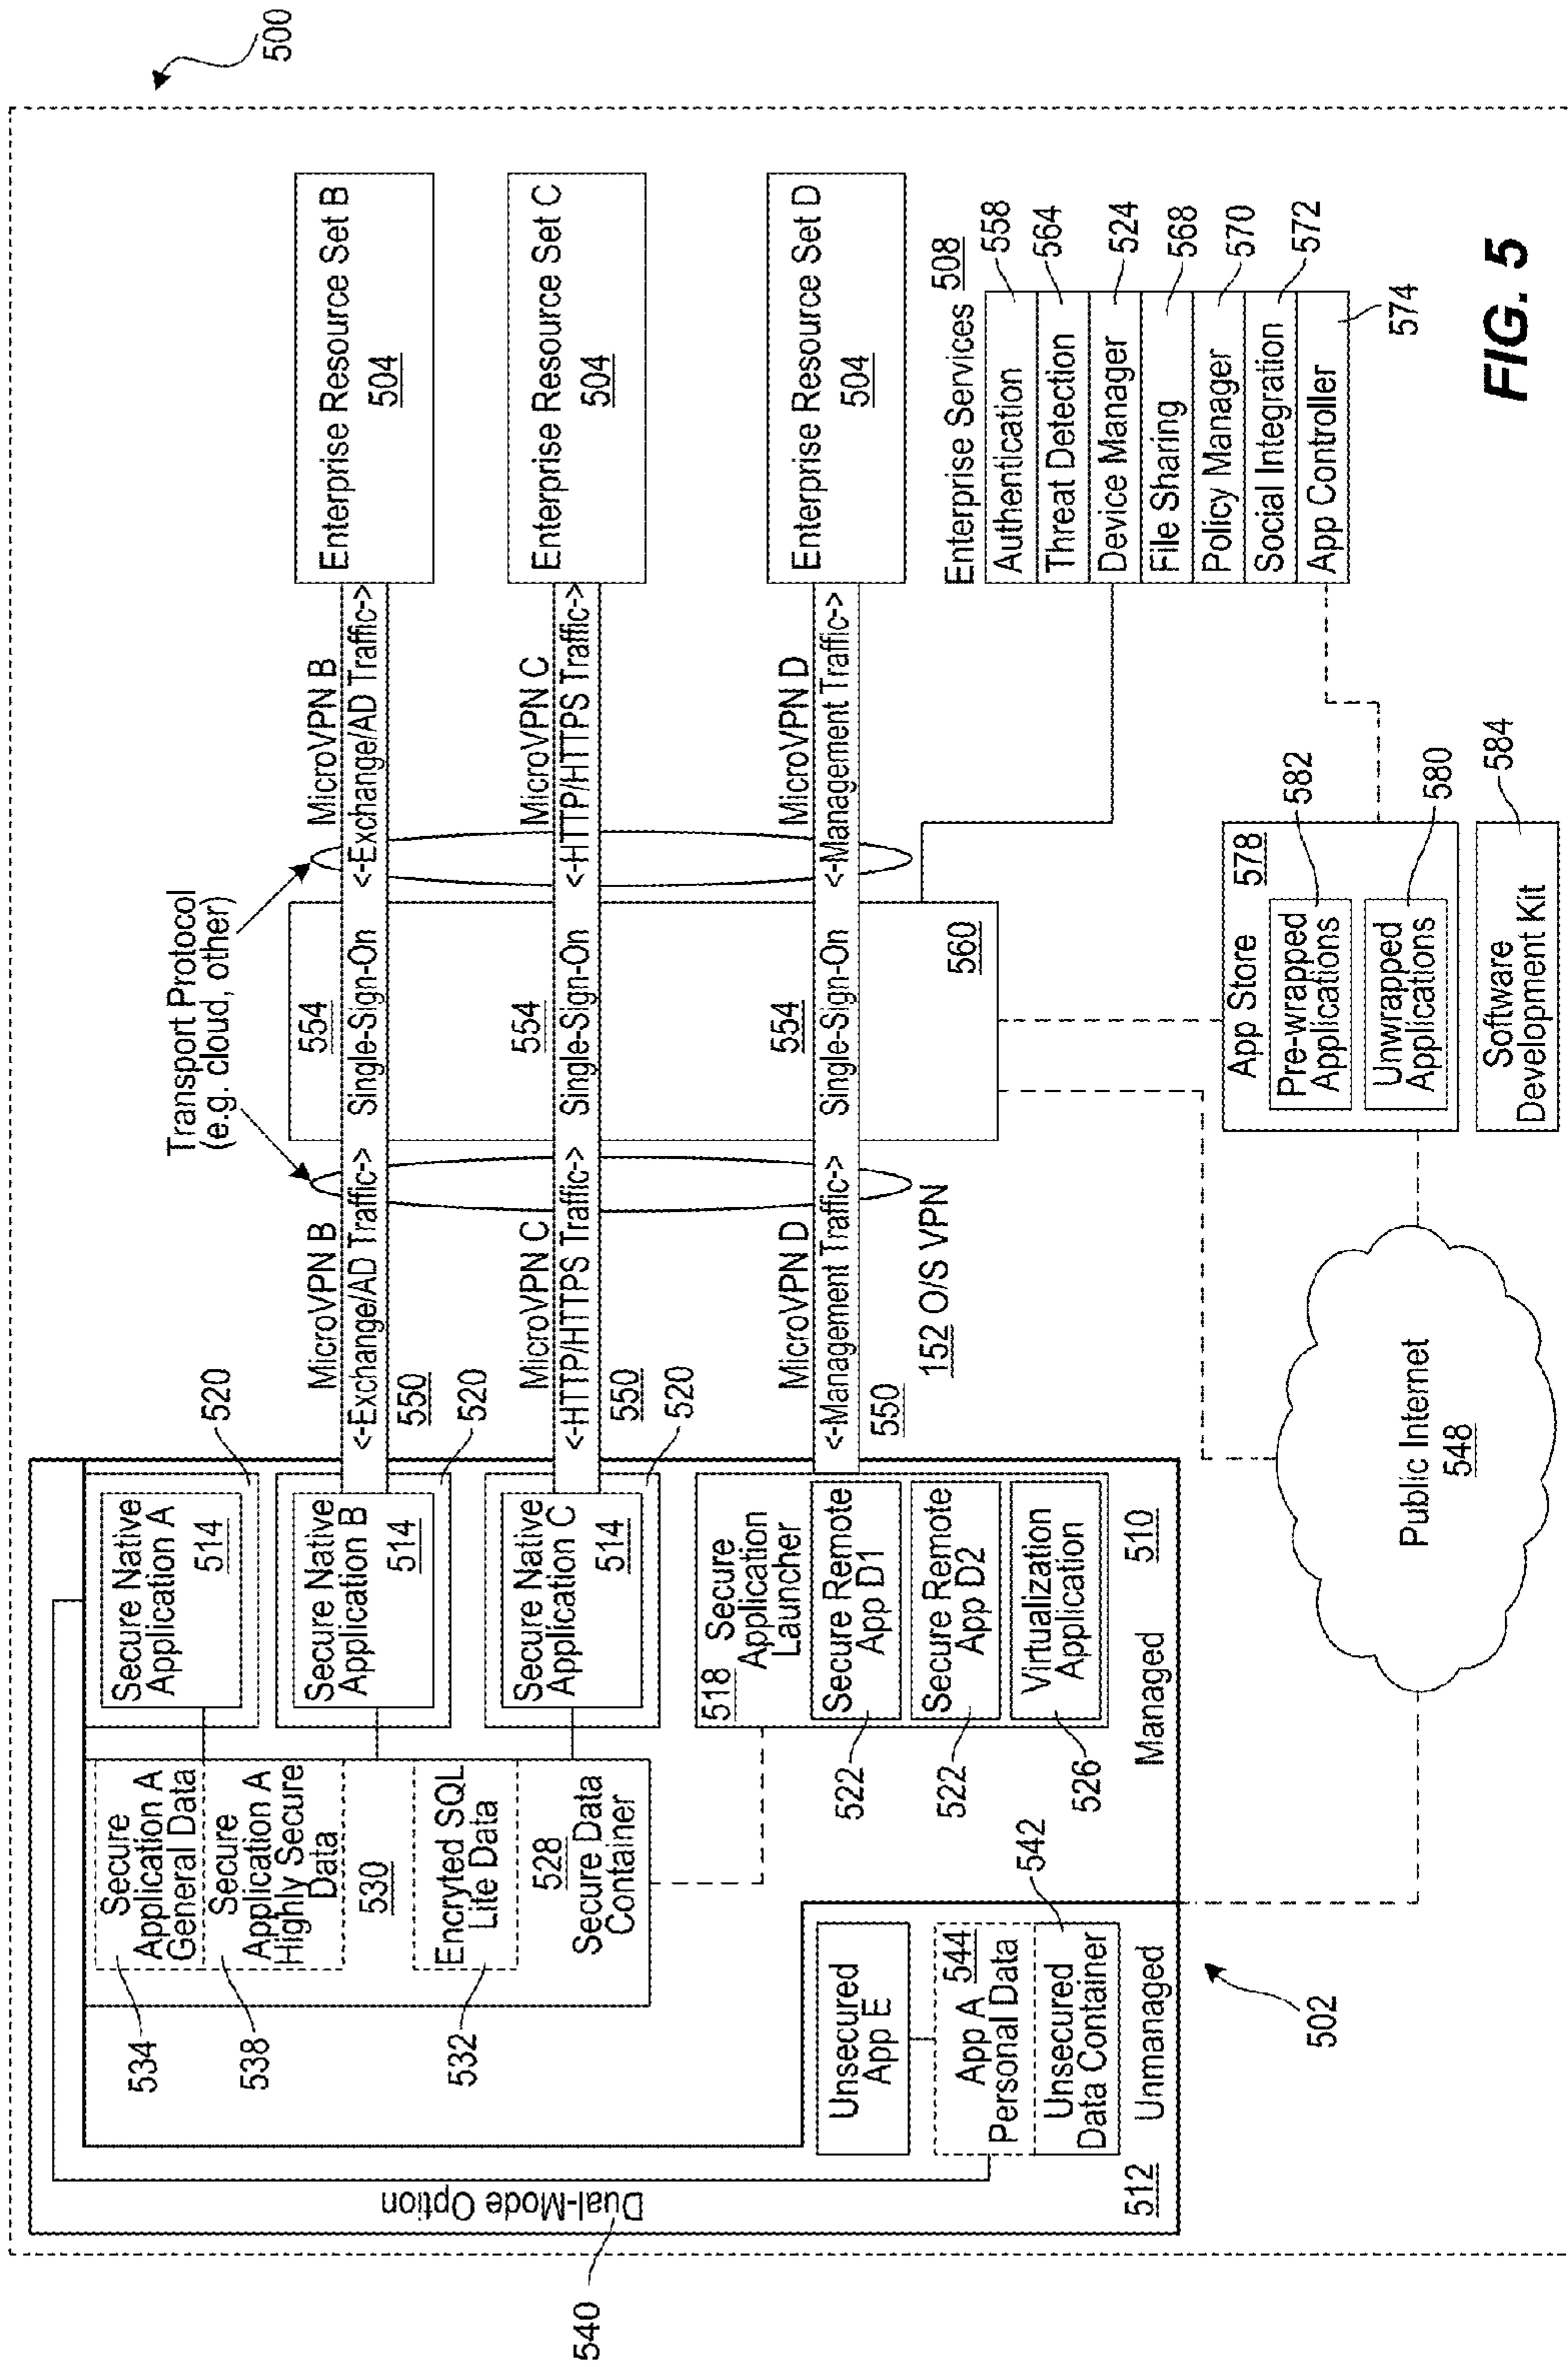 500
540
Dual-Mode Option
534
538
532
Secure
Application A
General Data
Secure
Application A
Highly Secure
Data
530
Encryted SQL
Lite Data
528
Secure Data
Container
Secure Native
Application A
514
520
Secure Native
Application B
514
520
Secure Native
Application C
514
520
518 Secure
Application
Launcher
Secure Remote
App D1
Secure Remote
App D2
Virtualization
Application
522
522
526
Managed
510
Unsecured
App E
544
App A
Personal Data
Unsecured
Data Container
542
512
Unmanaged
502
MicroVPN B
<-Exchange/AD Traffic->
550
MicroVPN C
<-HTTP/HTTPS Traffic->
550
MicroVPN D
<-Management Traffic->
550
152 O/S VPN
Transport Protocol
(e.g. cloud, other)
554
Single-Sign-On
554
Single-Sign-On
554
Single-Sign-On
560
MicroVPN B
<-Exchange/AD Traffic->
MicroVPN C
<-HTTP/HTTPS Traffic->
MicroVPN D
<-Management Traffic->
Enterprise Resource Set B
504
Enterprise Resource Set C
504
Enterprise Resource Set D
504
Enterprise Services 508
Authentication
558
Threat Detection
564
Device Manager
524
File Sharing
568
Policy Manager
570
Social Integration
572
App Controller
574
Public Internet
548
App Store
578
Pre-wrapped
Applications
582
Unwrapped
Applications
580
Software
Development Kit
584
FIG. 5